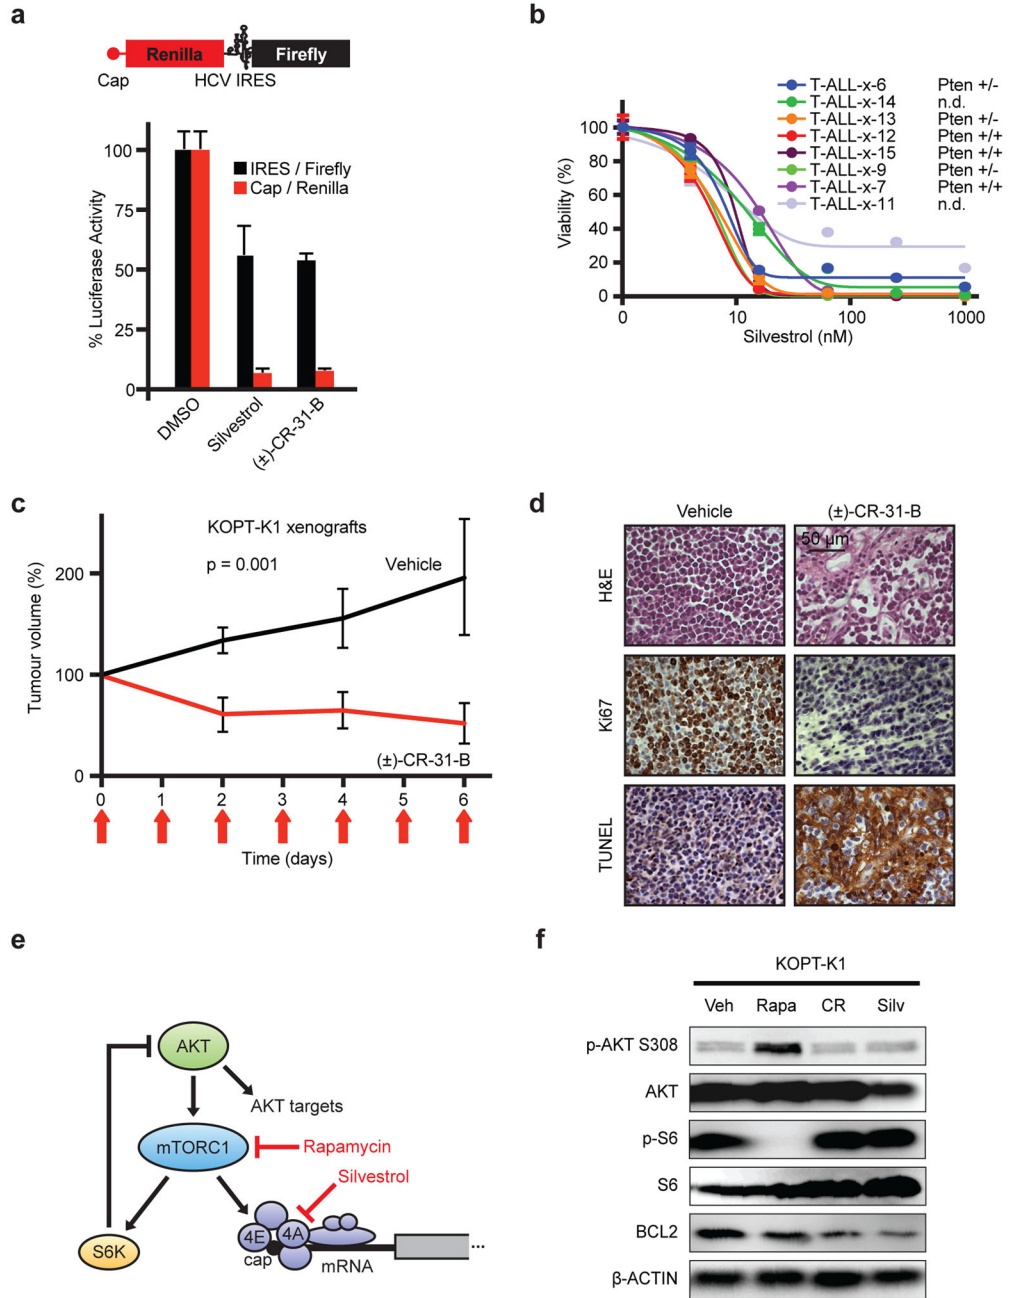 a
Renilla
Firefly
Cap
HCV IRES
% Luciferase Activity
100
75
50
25
0
IRES / Firefly
Cap / Renilla
DMSO
Silvestrol
(±)-CR-31-B
b
T-ALL-x-6 Pten +/-
T-ALL-x-14 n.d.
T-ALL-x-13 Pten +/-
T-ALL-x-12 Pten +/+
T-ALL-x-15 Pten +/+
T-ALL-x-9 Pten +/-
T-ALL-x-7 Pten +/+
T-ALL-x-11 n.d.
Viability (%)
100
80
60
40
20
0
0 10 100 1000
Silvestrol (nM)
c
KOPT-K1 xenografts
p = 0.001
Vehicle
(±)-CR-31-B
Tumour volume (%)
200
100
0
0 1 2 3 4 5 6
Time (days)
d
Vehicle (±)-CR-31-B
50 μm
H&E
Ki67
TUNEL
e
AKT
AKT targets
mTORC1
Rapamycin
Silvestrol
S6K
4E
4A
cap
mRNA
...
f
KOPT-K1
Veh Rapa CR Silv
p-AKT S308
AKT
p-S6
S6
BCL2
β-ACTIN